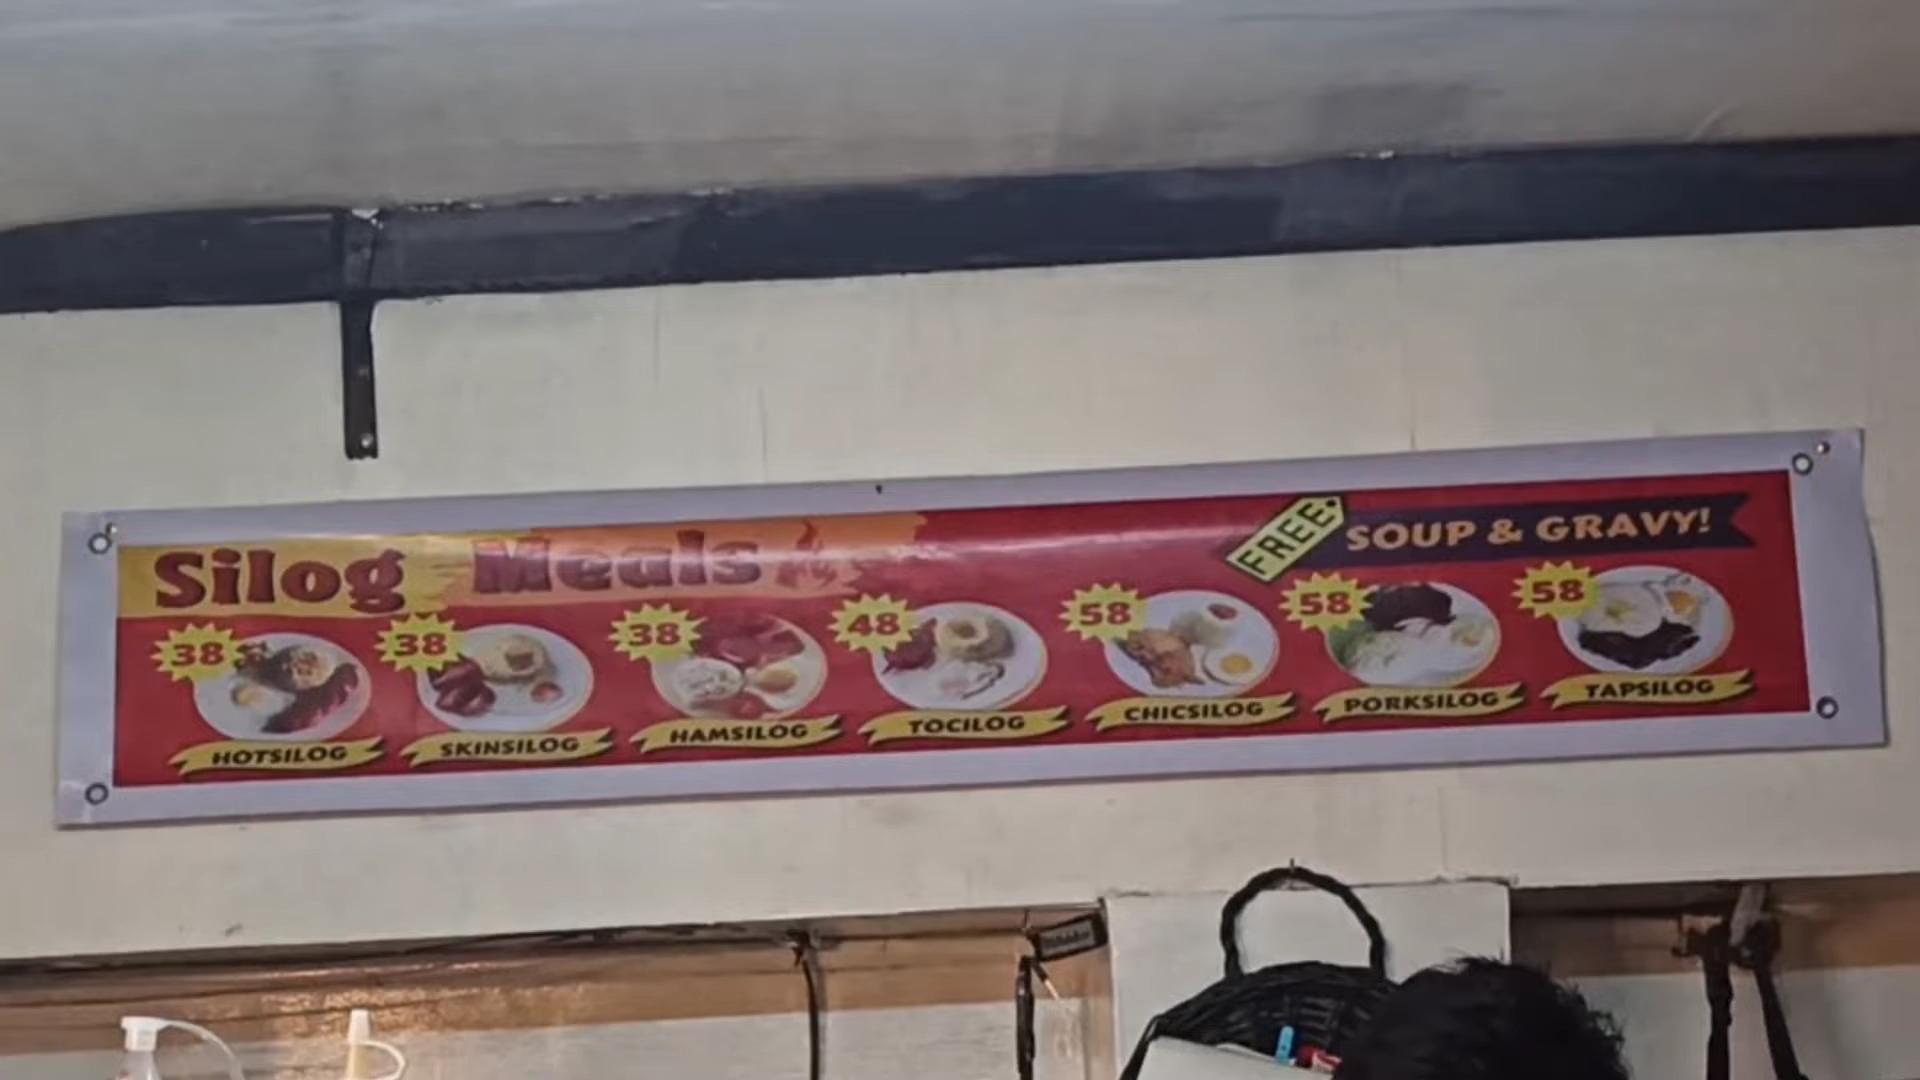 Silog Meals
FREE: SOUP & GRAVY!
38
38
38
48
58
58
58
HOTSILOG
SKINSILOG
HAMSILOG
TOCILOG
CHICSILOG
PORKSILOG
TAPSILOG